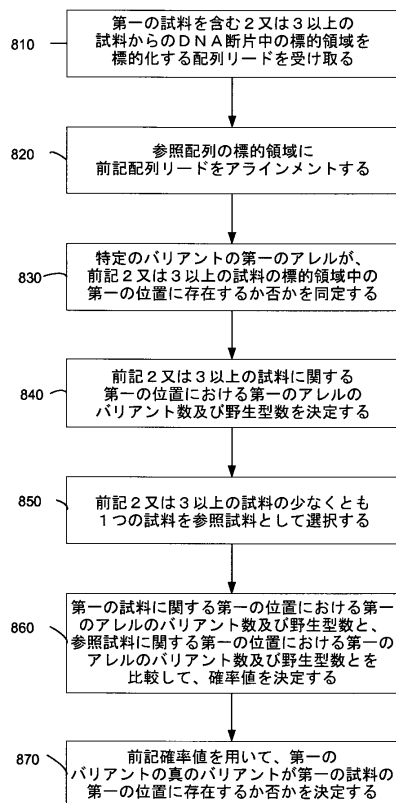 810
第一の試料を含む2又は3以上の
試料からのDNA断片中の標的領域を
標的化する配列リードを受け取る
820
参照配列の標的領域に
前記配列リードをアラインメントする
830
特定のバリアントの第一のアレルが、
前記2又は3以上の試料の標的領域中の
第一の位置に存在するか否かを同定する
840
前記2又は3以上の試料に関する
第一の位置における第一のアレルの
バリアント数及び野生型数を決定する
850
前記2又は3以上の試料の少なくとも
1つの試料を参照試料として選択する
860
第一の試料に関する第一の位置における第一
のアレルのバリアント数及び野生型数と、
参照試料に関する第一の位置における第一の
アレルのバリアント数及び野生型数とを
比較して、確率値を決定する
870
前記確率値を用いて、第一の
バリアントの真のバリアントが第一の試料の
第一の位置に存在するか否かを決定する